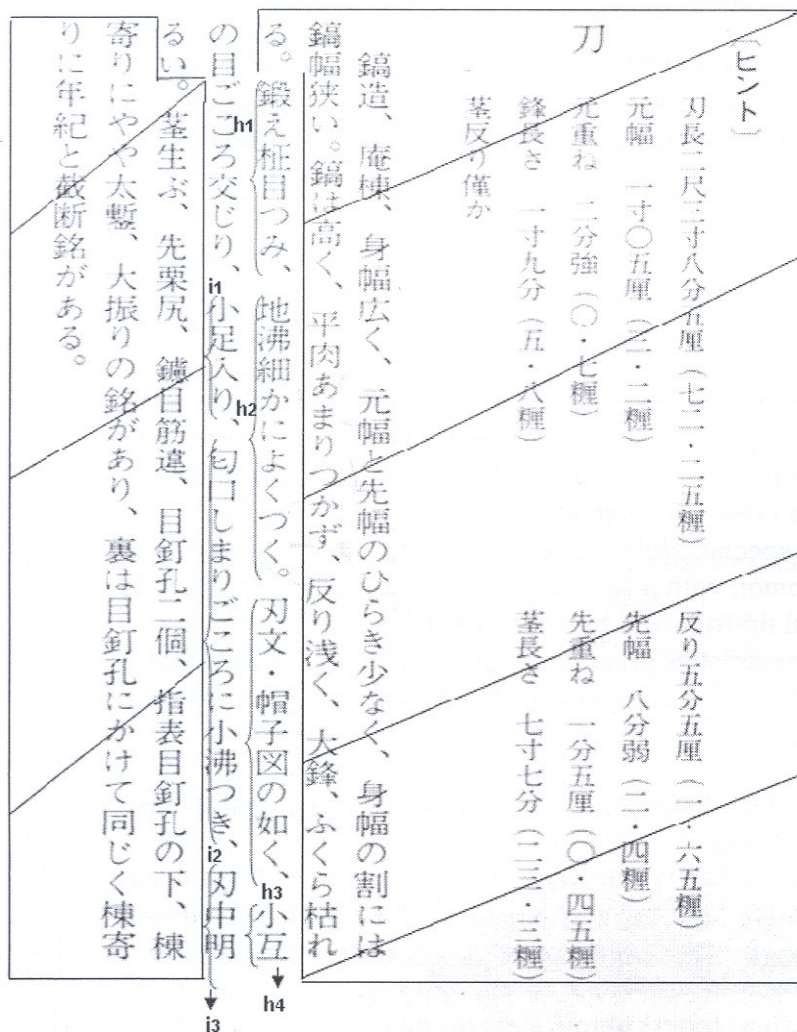 〔ヒント〕
刀
刃長二尺三寸八分五厘(七二・二五糎)
反り五分五厘(一・六五糎)
元幅 一寸〇五厘(三・二糎)
先幅 八分弱(二・四糎)
元重ね 二分強(〇・七糎)
先重ね 一分五厘(〇・四五糎)
鋒長さ 一寸九分(五・八糎)
茎長さ 七寸七分(二三・三糎)
茎反り僅か
鎬造、庵棟、身幅広く、元幅と先幅のひらき少なく、身幅の割には
鎬幅狭い。鎬は高く、平肉あまりつかず、反り浅く、大鋒、ふくら枯れ
る。鍛え柾目つみ、地沸細かによくつく。刃文・帽子図の如く、小互
の目ごころ交じり、小足入り、匂口しまりごころに小沸つき、刃中明
るい。茎生ぶ、先栗尻、鑢目筋違、目釘孔二個、指表目釘孔の下、棟
寄りにやや太鏨、大振りの銘があり、裏は目釘孔にかけて同じく棟寄
りに年紀と截断銘がある。
h1
h2
h3
h4
i1
i2
i3